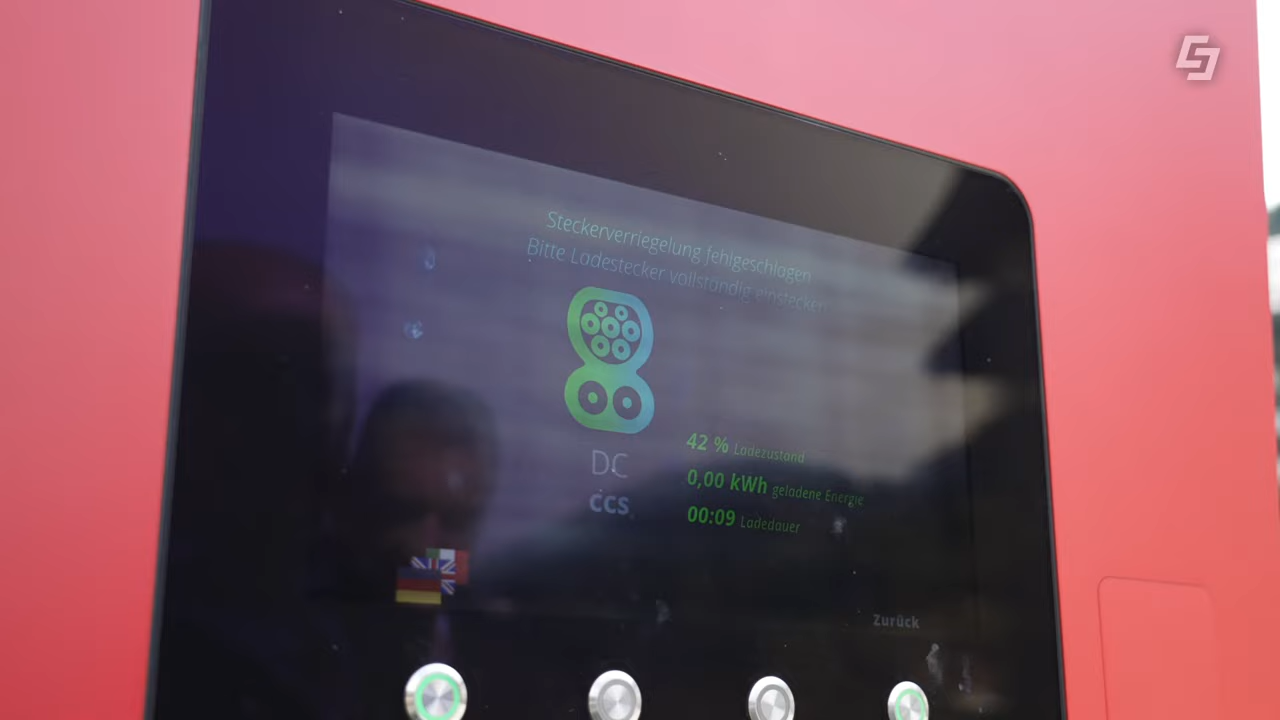 Steckerverriegelung fehlgeschlagen
Bitte Ladestecker vollständig einstecken
DC
CCS
42 % Ladezustand
0,00 kWh geladene Energie
00:09 Ladedauer
Zurück